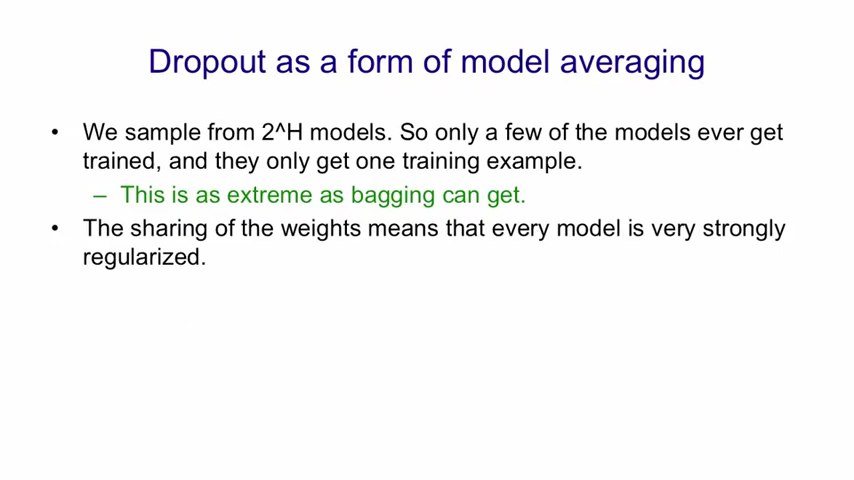 Dropout as a form of model averaging
• We sample from 2^H models. So only a few of the models ever get
trained, and they only get one training example.
– This is as extreme as bagging can get.
• The sharing of the weights means that every model is very strongly
regularized.